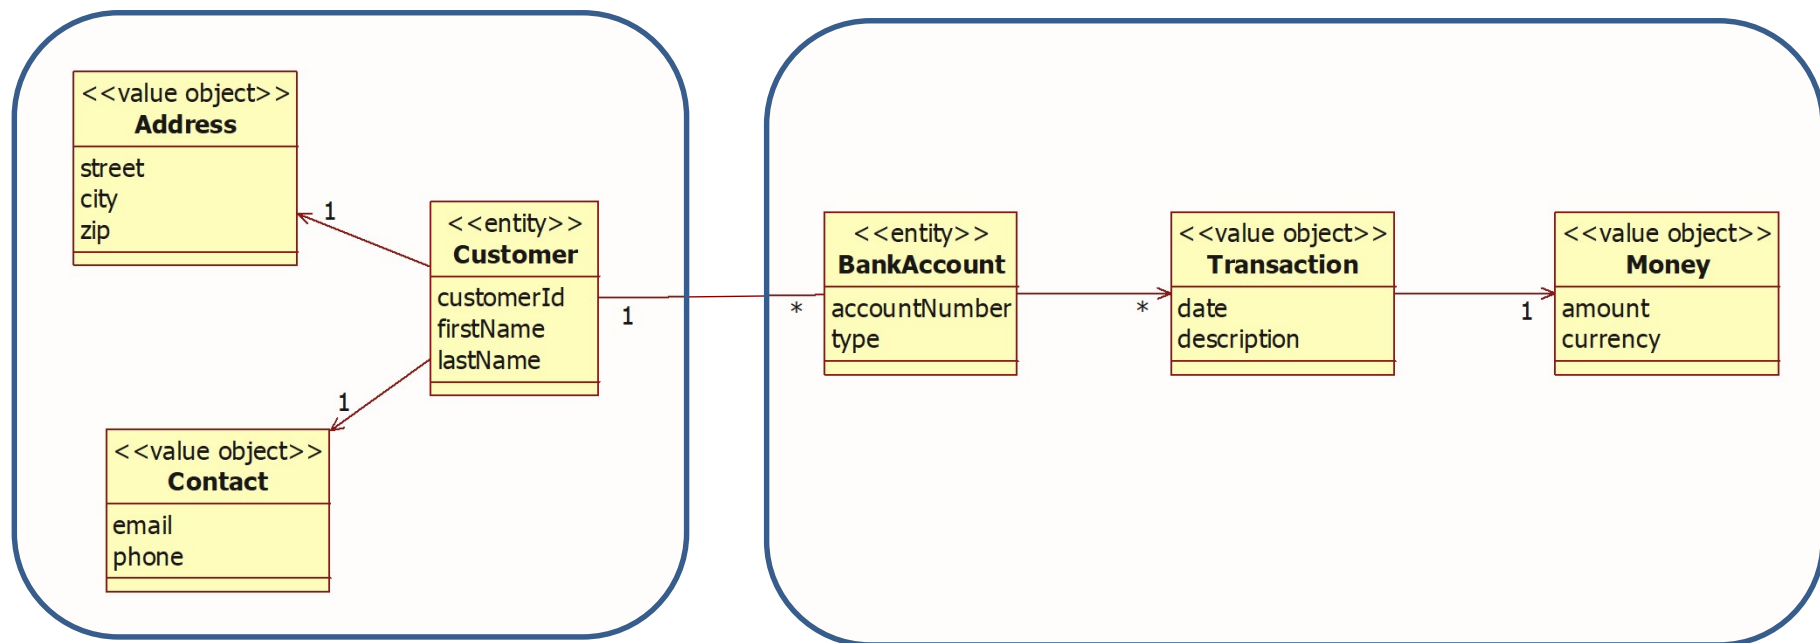 <<value object>>
Address
street
city
zip
1
<<entity>>
Customer
customerId
firstName
lastName
1
<<value object>>
Contact
email
phone
1
*
<<entity>>
BankAccount
accountNumber
type
*
<<value object>>
Transaction
date
description
1
<<value object>>
Money
amount
currency